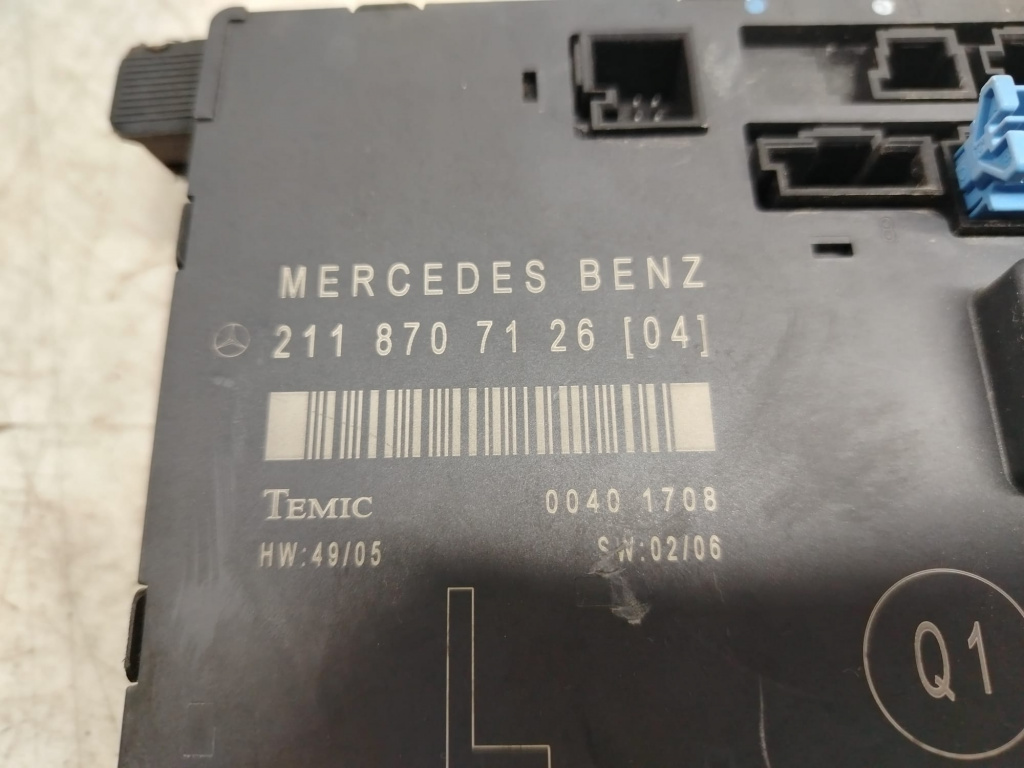 MERCEDES BENZ
211 870 71 26 [04]
TEMIC 0040 1708
HW:49/05 SW:02/06
L
Q1